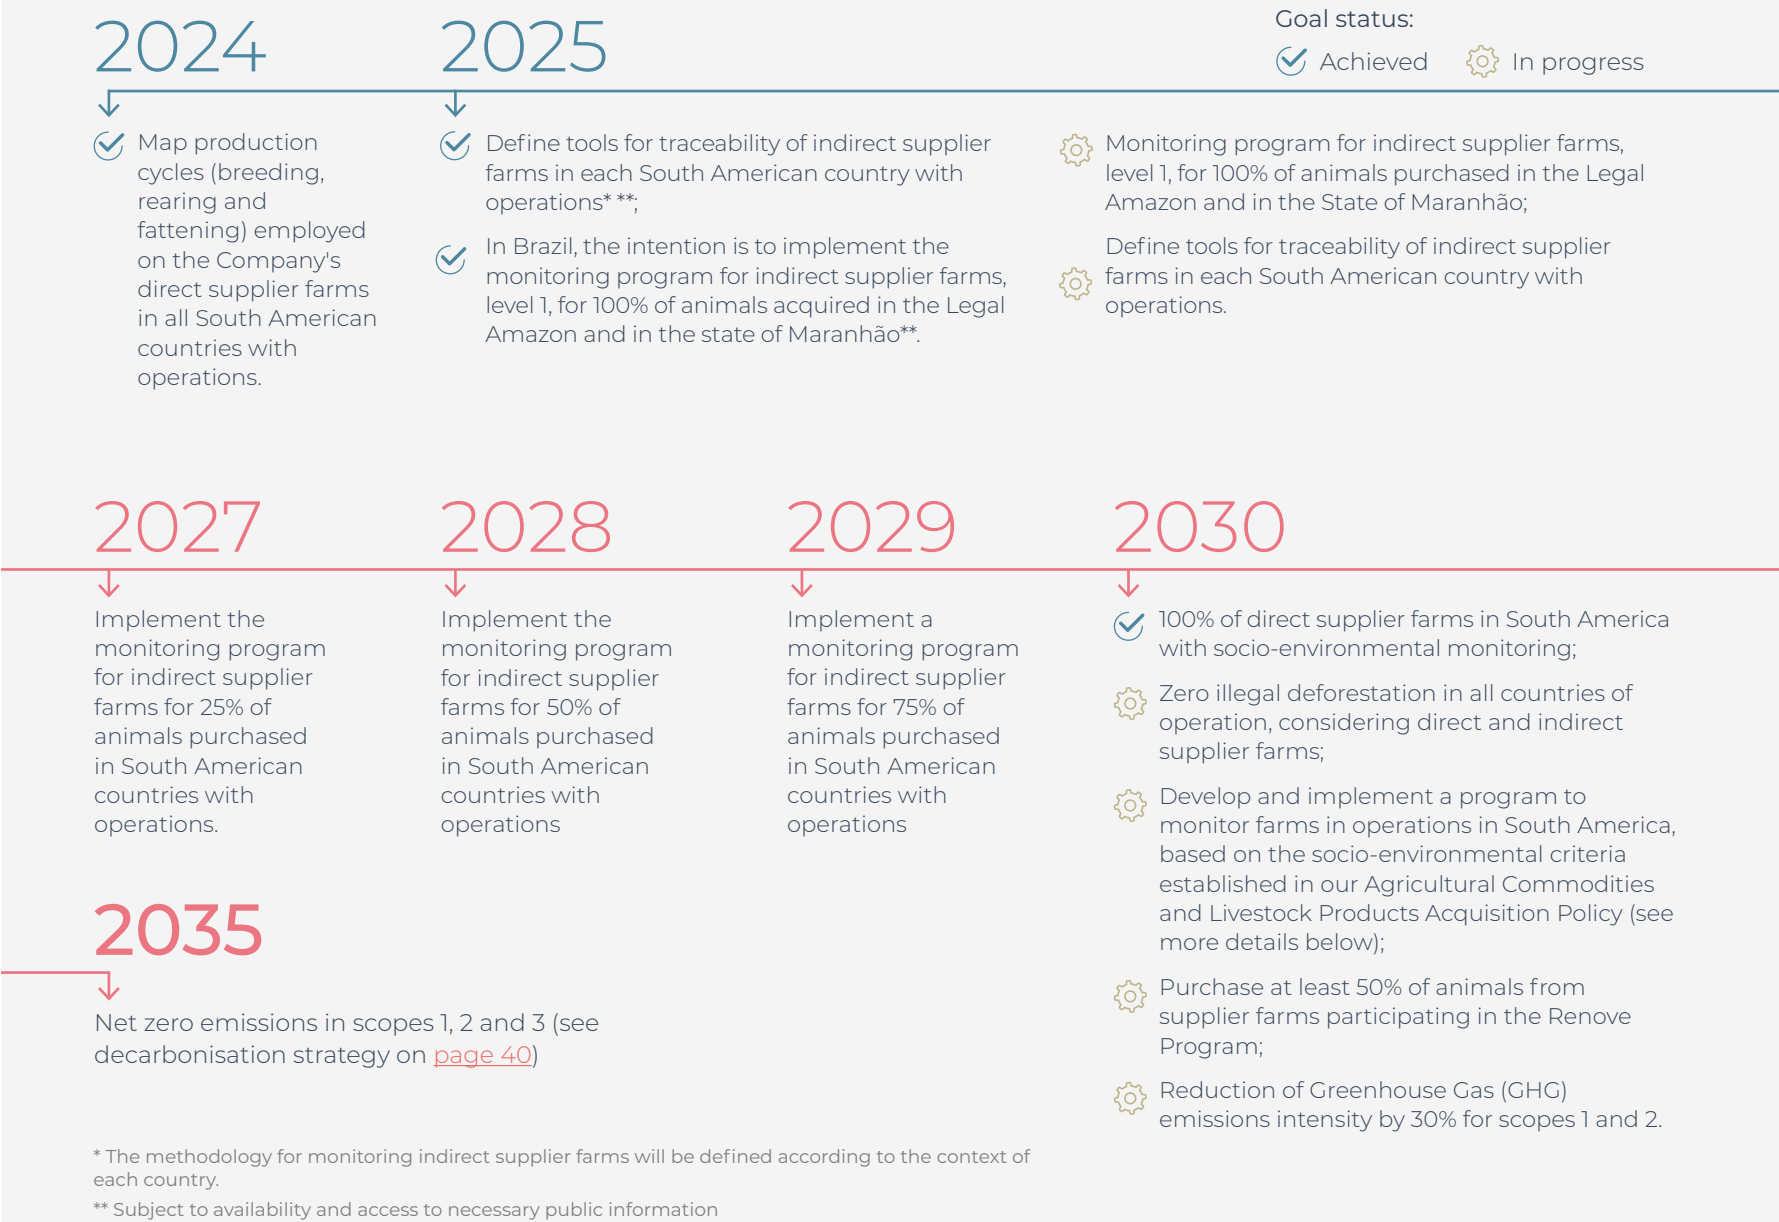 Goal status:
Achieved
In progress
2024
Map production
cycles (breeding,
rearing and
fattening) employed
on the Company's
direct supplier farms
in all South American
countries with
operations.
2025
Define tools for traceability of indirect supplier
farms in each South American country with
operations* **;
In Brazil, the intention is to implement the
monitoring program for indirect supplier farms,
level 1, for 100% of animals acquired in the Legal
Amazon and in the state of Maranhão**.
Monitoring program for indirect supplier farms,
level 1, for 100% of animals purchased in the Legal
Amazon and in the State of Maranhão;
Define tools for traceability of indirect supplier
farms in each South American country with
operations.
2027
Implement the
monitoring program
for indirect supplier
farms for 25% of
animals purchased
in South American
countries with
operations.
2028
Implement the
monitoring program
for indirect supplier
farms for 50% of
animals purchased
in South American
countries with
operations
2029
Implement a
monitoring program
for indirect supplier
farms for 75% of
animals purchased
in South American
countries with
operations
2030
100% of direct supplier farms in South America
with socio-environmental monitoring;
Zero illegal deforestation in all countries of
operation, considering direct and indirect
supplier farms;
Develop and implement a program to
monitor farms in operations in South America,
based on the socio-environmental criteria
established in our Agricultural Commodities
and Livestock Products Acquisition Policy (see
more details below);
Purchase at least 50% of animals from
supplier farms participating in the Renove
Program;
Reduction of Greenhouse Gas (GHG)
emissions intensity by 30% for scopes 1 and 2.
2035
Net zero emissions in scopes 1, 2 and 3 (see
decarbonisation strategy on page 40)
* The methodology for monitoring indirect supplier farms will be defined according to the context of
each country.
** Subject to availability and access to necessary public information